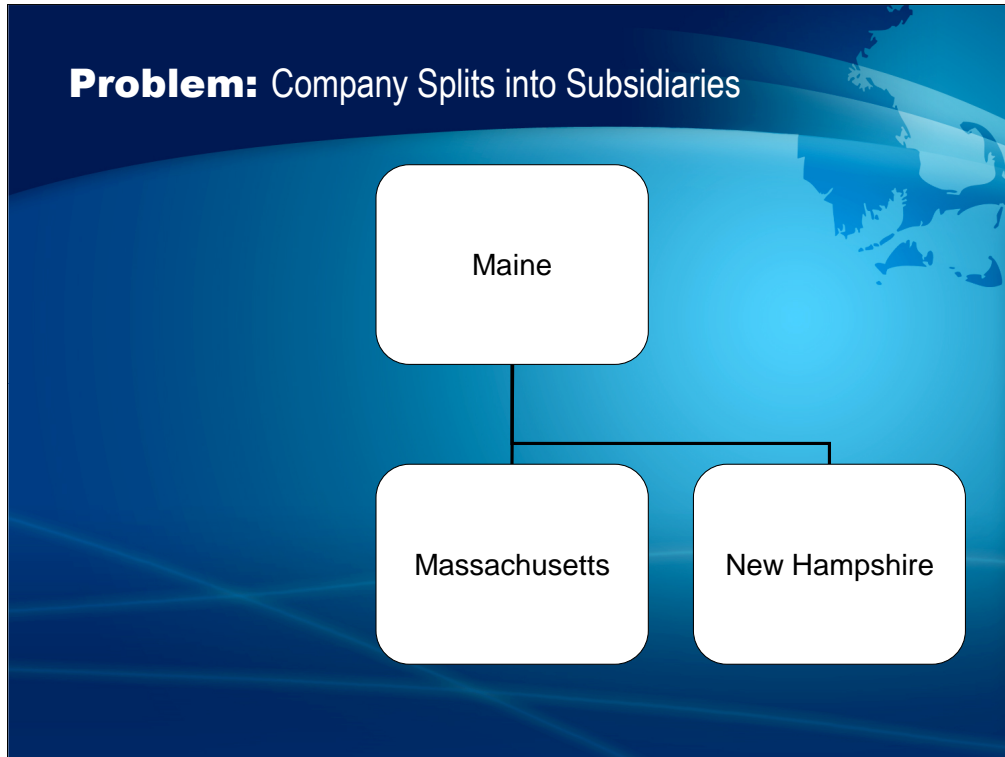 Problem: Company Splits into Subsidiaries
Maine
Massachusetts
New Hampshire